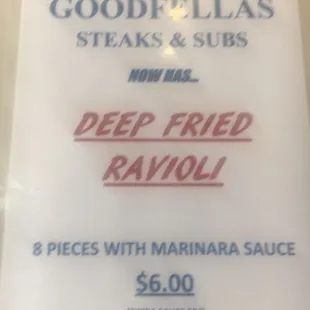 GOODFELLAS
STEAKS & SUBS
NOW HAS...
DEEP FRIED
RAVIOLI
8 PIECES WITH MARINARA SAUCE
$6.00